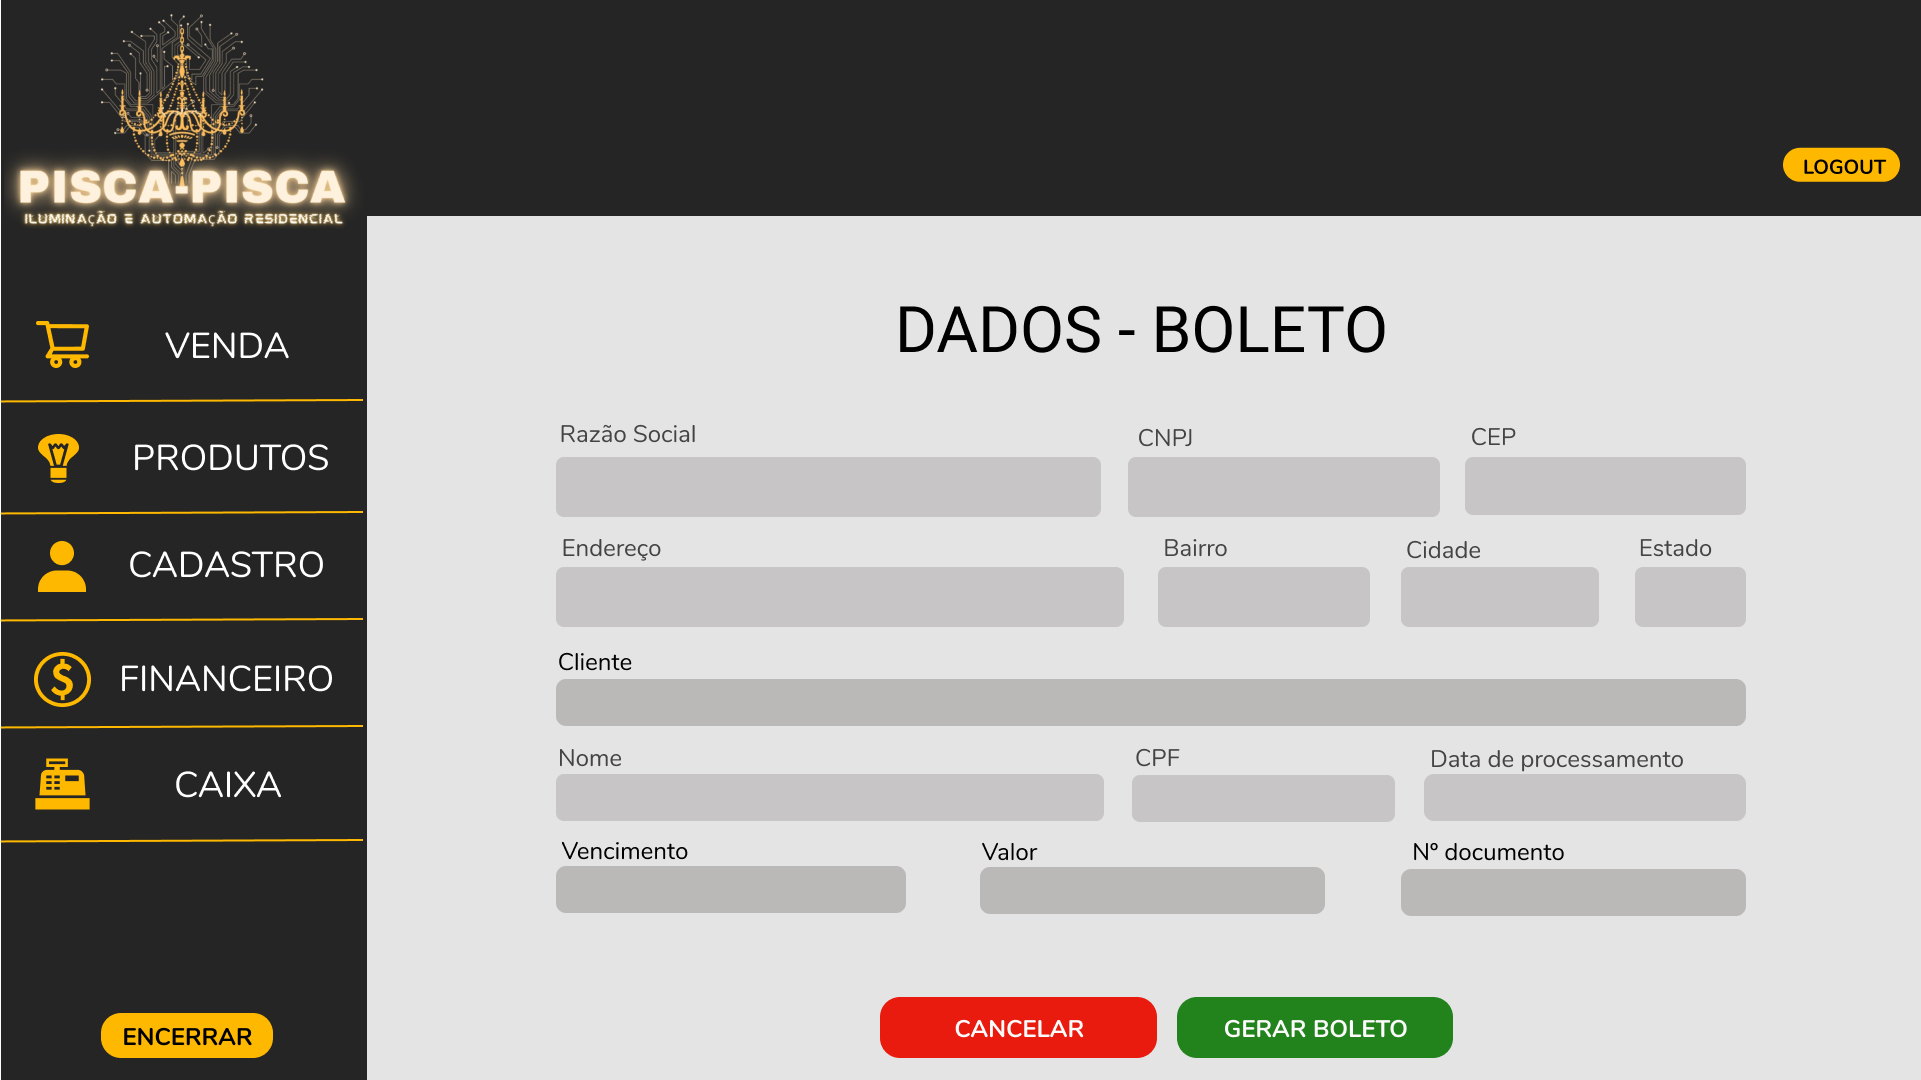 PISCA-PISCA
ILUMINAÇÃO E AUTOMAÇÃO RESIDENCIAL
LOGOUT
VENDA
PRODUTOS
CADASTRO
FINANCEIRO
CAIXA
ENCERRAR
DADOS - BOLETO
Razão Social CNPJ CEP
Endereço Bairro Cidade Estado
Cliente
Nome CPF Data de processamento
Vencimento Valor Nº documento
CANCELAR GERAR BOLETO